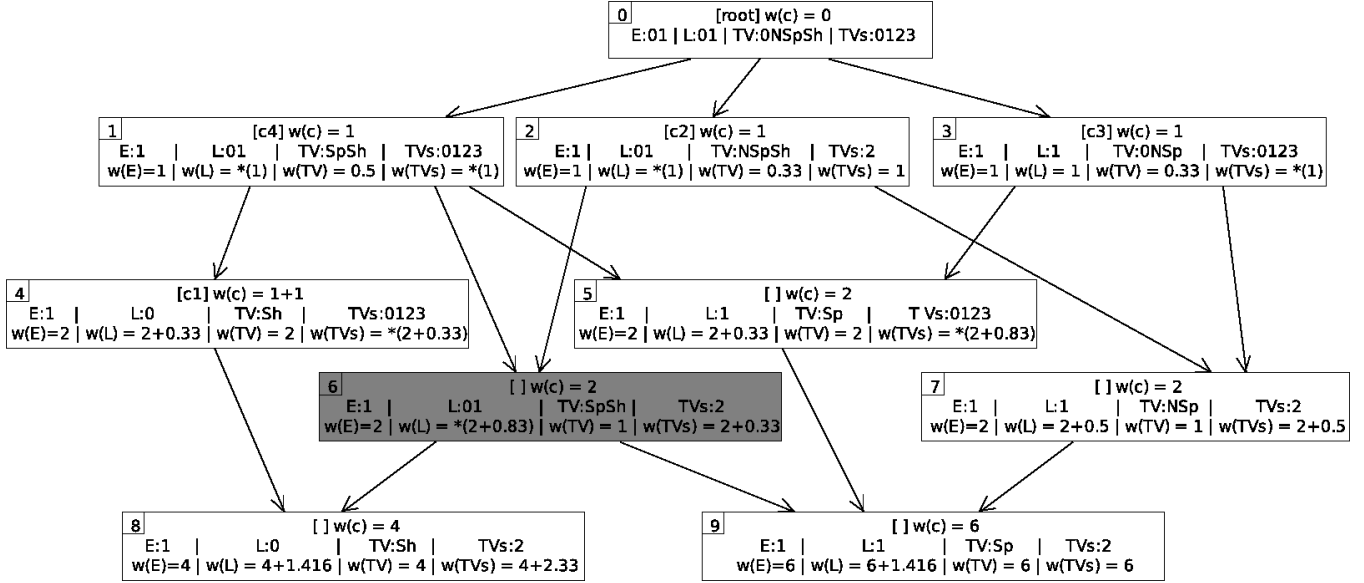 0
[root] w(c) = 0
E:01 | L:01 | TV:0NSpSh | TVs:0123
1
[c4] w(c) = 1
E:1 | L:01 | TV:SpSh | TVs:0123
w(E)=1 | w(L) = *(1) | w(TV) = 0.5 | w(TVs) = *(1)
2
[c2] w(c) = 1
E:1 | L:01 | TV:NSpSh | TVs:2
w(E)=1 | w(L) = *(1) | w(TV) = 0.33 | w(TVs) = 1
3
[c3] w(c) = 1
E:1 | L:1 | TV:0NSp | TVs:0123
w(E)=1 | w(L) = 1 | w(TV) = 0.33 | w(TVs) = *(1)
4
[c1] w(c) = 1+1
E:1 | L:0 | TV:Sh | TVs:0123
w(E)=2 | w(L) = 2+0.33 | w(TV) = 2 | w(TVs) = *(2+0.33)
5
[ ] w(c) = 2
E:1 | L:1 | TV:Sp | T Vs:0123
w(E)=2 | w(L) = 2+0.33 | w(TV) = 2 | w(TVs) = *(2+0.83)
6
[ ] w(c) = 2
E:1 | L:01 | TV:SpSh | TVs:2
w(E)=2 | w(L) = *(2+0.83) | w(TV) = 1 | w(TVs) = 2+0.33
7
[ ] w(c) = 2
E:1 | L:1 | TV:NSp | TVs:2
w(E)=2 | w(L) = 2+0.5 | w(TV) = 1 | w(TVs) = 2+0.5
8
[ ] w(c) = 4
E:1 | L:0 | TV:Sh | TVs:2
w(E)=4 | w(L) = 4+1.416 | w(TV) = 4 | w(TVs) = 4+2.33
9
[ ] w(c) = 6
E:1 | L:1 | TV:Sp | TVs:2
w(E)=6 | w(L) = 6+1.416 | w(TV) = 6 | w(TVs) = 6